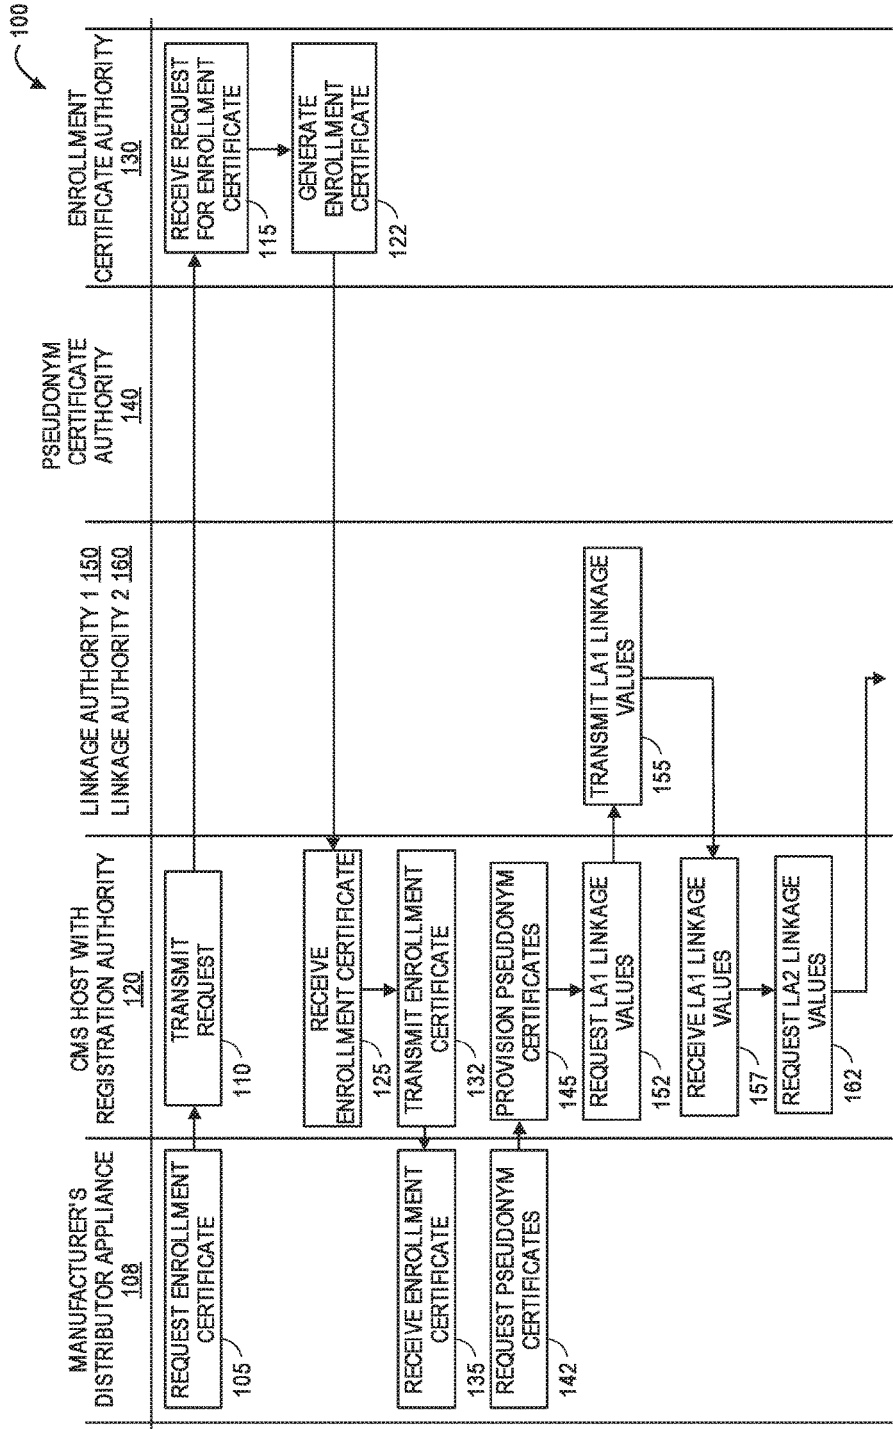 100
MANUFACTURER'S
DISTRIBUTOR APPLIANCE
108
CMS HOST WITH
REGISTRATION AUTHORITY
120
LINKAGE AUTHORITY 1 150
LINKAGE AUTHORITY 2 160
PSEUDONYM
CERTIFICATE
AUTHORITY
140
ENROLLMENT
CERTIFICATE AUTHORITY
130
REQUEST ENROLLMENT
CERTIFICATE
105
TRANSMIT
REQUEST
110
RECEIVE REQUEST
FOR ENROLLMENT
CERTIFICATE
115
GENERATE
ENROLLMENT
CERTIFICATE
122
RECEIVE
ENROLLMENT CERTIFICATE
125
TRANSMIT ENROLLMENT
CERTIFICATE
132
RECEIVE ENROLLMENT
CERTIFICATE
135
REQUEST PSEUDONYM
CERTIFICATES
142
PROVISION PSEUDONYM
CERTIFICATES
145
REQUEST LA1 LINKAGE
VALUES
152
TRANSMIT LA1 LINKAGE
VALUES
155
RECEIVE LA1 LINKAGE
VALUES
157
REQUEST LA2 LINKAGE
VALUES
162